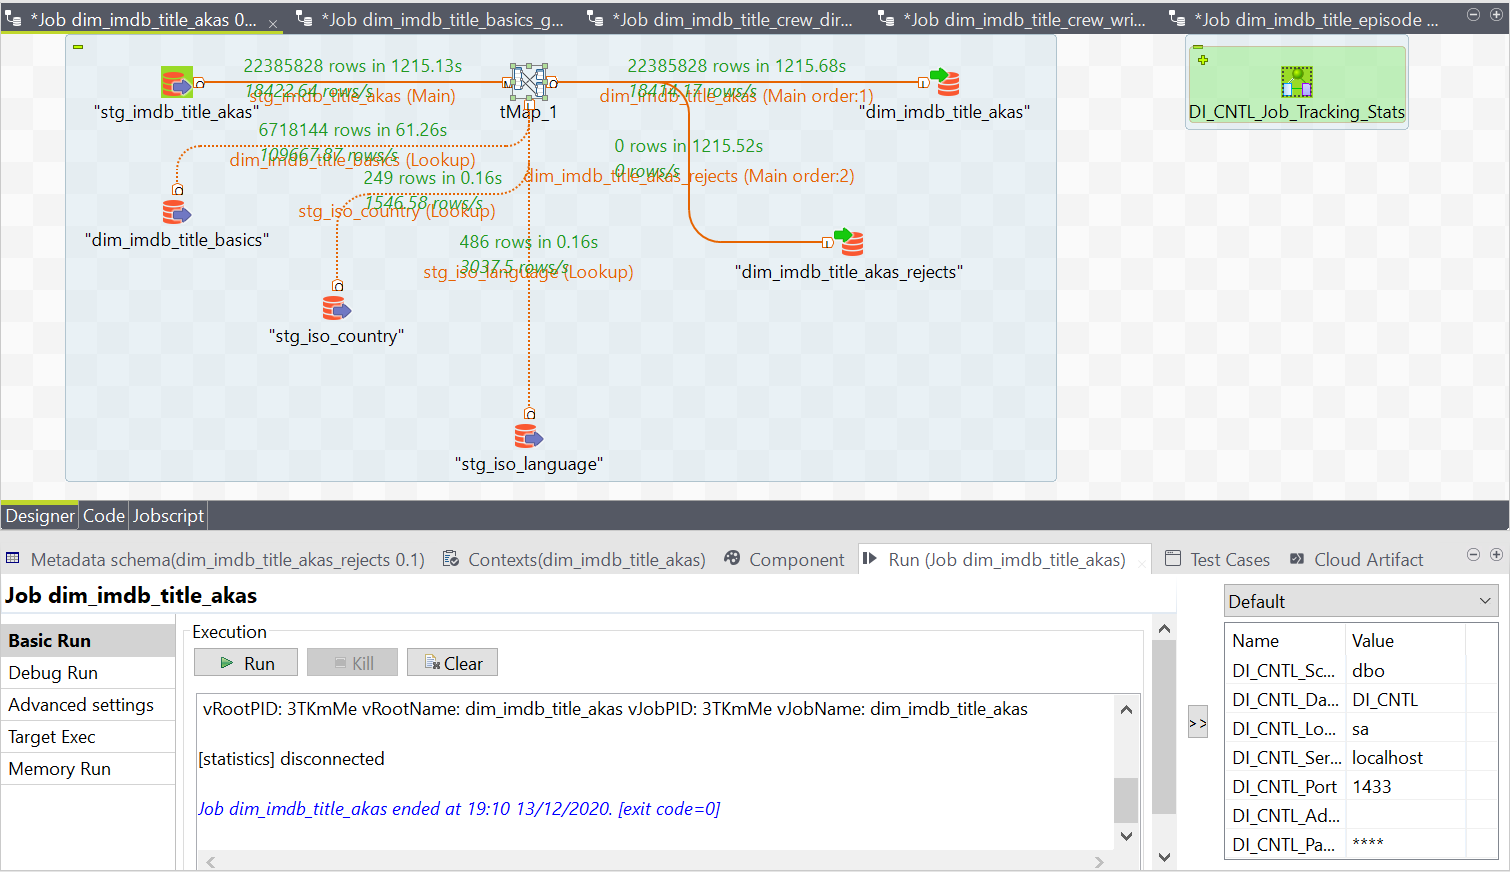 *Job dim_imdb_title_akas 0...
*Job dim_imdb_title_basics_g...
*Job dim_imdb_title_crew_dir...
*Job dim_imdb_title_crew_wri...
*Job dim_imdb_title_episode ...
22385828 rows in 1215.13s
18422.64 rows/s
stg_imdb_title_akas (Main)
"stg_imdb_title_akas"
tMap_1
22385828 rows in 1215.68s
18414.17 rows/s
dim_imdb_title_akas (Main order:1)
"dim_imdb_title_akas"
DI_CNTL_Job_Tracking_Stats
6718144 rows in 61.26s
109667.87 rows/s
dim_imdb_title_basics (Lookup)
"dim_imdb_title_basics"
0 rows in 1215.52s
0 rows/s
dim_imdb_title_akas_rejects (Main order:2)
"dim_imdb_title_akas_rejects"
249 rows in 0.16s
1546.58 rows/s
stg_iso_country (Lookup)
"stg_iso_country"
486 rows in 0.16s
3037.5 rows/s
stg_iso_language (Lookup)
"stg_iso_language"
Designer Code Jobscript
Metadata schema(dim_imdb_title_akas_rejects 0.1)
Contexts(dim_imdb_title_akas)
Component
Run (Job dim_imdb_title_akas)
Test Cases
Cloud Artifact
Job dim_imdb_title_akas
Basic Run
Debug Run
Advanced settings
Target Exec
Memory Run
Execution
Run Kill Clear
vRootPID: 3TKmMe vRootName: dim_imdb_title_akas vJobPID: 3TKmMe vJobName: dim_imdb_title_akas
[statistics] disconnected
Job dim_imdb_title_akas ended at 19:10 13/12/2020. [exit code=0]
>>
Default
Name Value
DI_CNTL_Sc... dbo
DI_CNTL_Da... DI_CNTL
DI_CNTL_Lo... sa
DI_CNTL_Ser... localhost
DI_CNTL_Port 1433
DI_CNTL_Ad...
DI_CNTL_Pa... ****